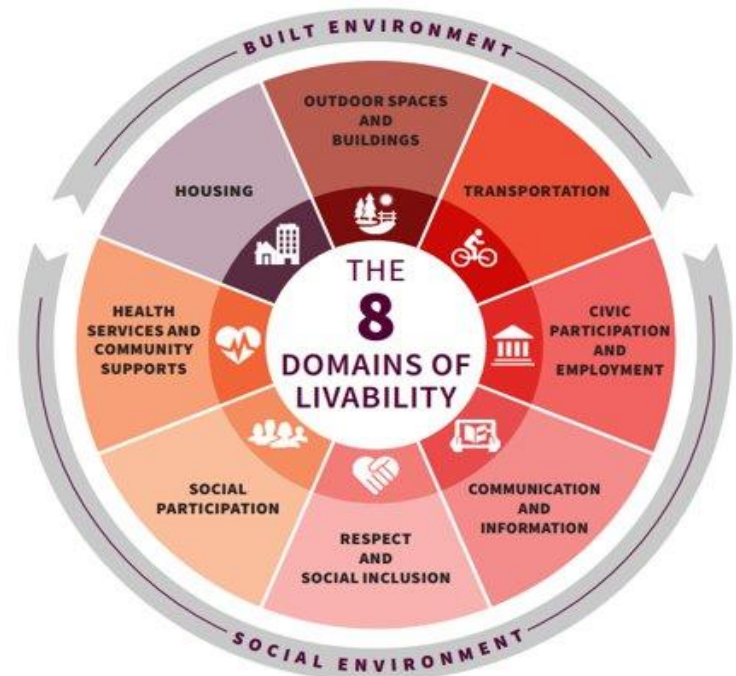 BUILT ENVIRONMENT
OUTDOOR SPACES
AND
BUILDINGS
HOUSING
TRANSPORTATION
THE
8
DOMAINS OF
LIVABILITY
HEALTH
SERVICES AND
COMMUNITY
SUPPORTS
CIVIC
PARTICIPATION
AND
EMPLOYMENT
SOCIAL
PARTICIPATION
COMMUNICATION
AND
INFORMATION
RESPECT
AND
SOCIAL INCLUSION
SOCIAL ENVIRONMENT